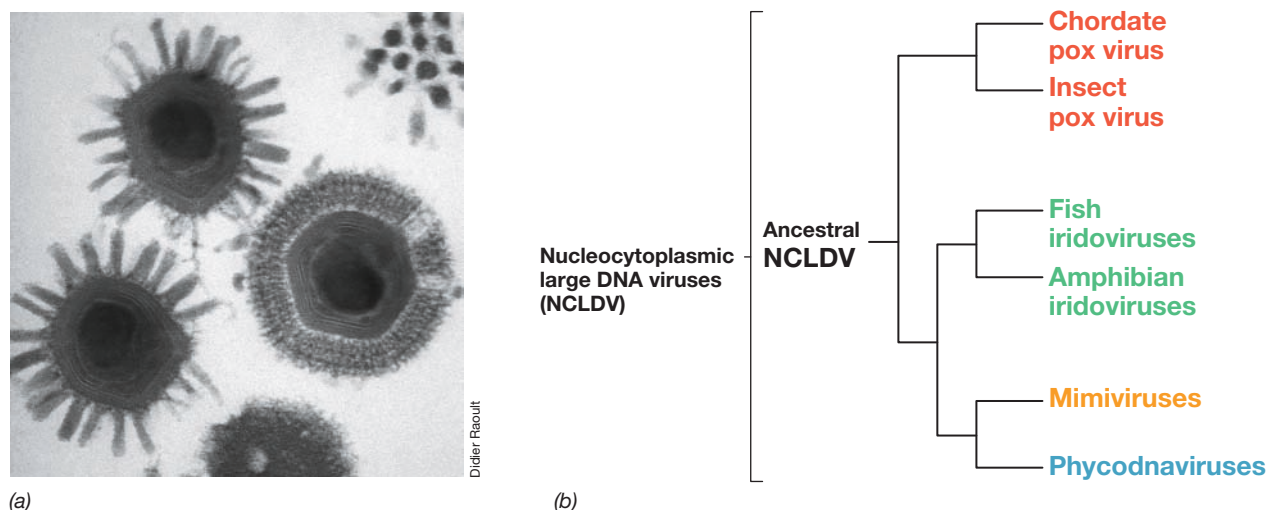 Didier Raoult
(a)
Nucleocytoplasmic
large DNA viruses
(NCLDV)
Ancestral
NCLDV
Chordate
pox virus
Insect
pox virus
Fish
iridoviruses
Amphibian
iridoviruses
Mimiviruses
Phycodnaviruses
(b)